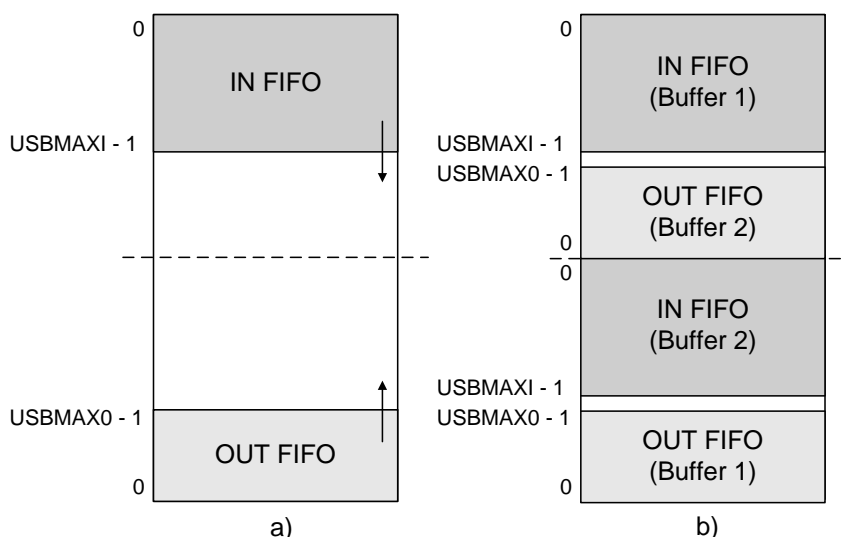 0
IN FIFO
USBMAXI - 1
USBMAX0 - 1
OUT FIFO
0
a)
0
IN FIFO
(Buffer 1)
USBMAXI - 1
USBMAX0 - 1
OUT FIFO
(Buffer 2)
0
0
IN FIFO
(Buffer 2)
USBMAXI - 1
USBMAX0 - 1
OUT FIFO
(Buffer 1)
0
b)